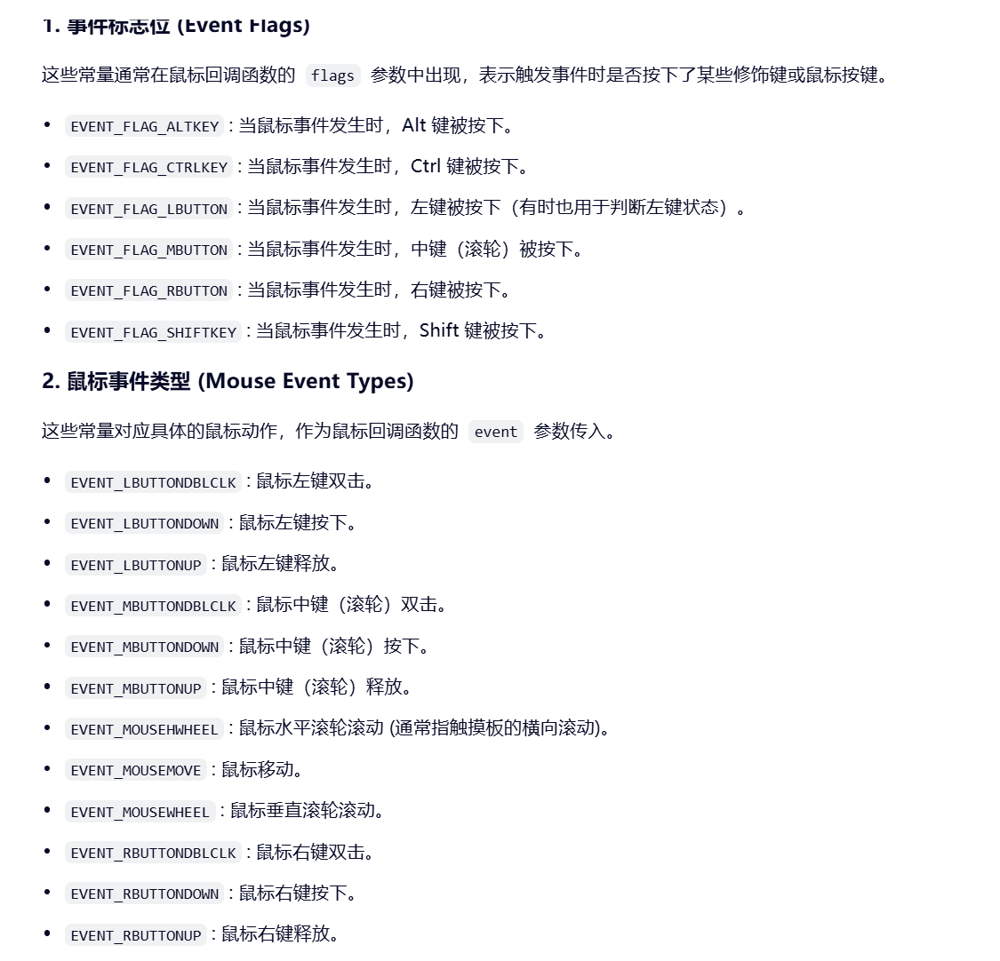 1. 事件标志位 (Event Flags)
这些常量通常在鼠标回调函数的 flags 参数中出现，表示触发事件时是否按下了某些修饰键或鼠标按键。
• EVENT_FLAG_ALTKEY : 当鼠标事件发生时，Alt 键被按下。
• EVENT_FLAG_CTRLKEY : 当鼠标事件发生时，Ctrl 键被按下。
• EVENT_FLAG_LBUTTON : 当鼠标事件发生时，左键被按下（有时也用于判断左键状态）。
• EVENT_FLAG_MBUTTON : 当鼠标事件发生时，中键（滚轮）被按下。
• EVENT_FLAG_RBUTTON : 当鼠标事件发生时，右键被按下。
• EVENT_FLAG_SHIFTKEY : 当鼠标事件发生时，Shift 键被按下。
2. 鼠标事件类型 (Mouse Event Types)
这些常量对应具体的鼠标动作，作为鼠标回调函数的 event 参数传入。
• EVENT_LBUTTONDBLCLK : 鼠标左键双击。
• EVENT_LBUTTONDOWN : 鼠标左键按下。
• EVENT_LBUTTONUP : 鼠标左键释放。
• EVENT_MBUTTONDBLCLK : 鼠标中键（滚轮）双击。
• EVENT_MBUTTONDOWN : 鼠标中键（滚轮）按下。
• EVENT_MBUTTONUP : 鼠标中键（滚轮）释放。
• EVENT_MOUSEHWHEEL : 鼠标水平滚轮滚动 (通常指触摸板的横向滚动)。
• EVENT_MOUSEMOVE : 鼠标移动。
• EVENT_MOUSEWHEEL : 鼠标垂直滚轮滚动。
• EVENT_RBUTTONDBLCLK : 鼠标右键双击。
• EVENT_RBUTTONDOWN : 鼠标右键按下。
• EVENT_RBUTTONUP : 鼠标右键释放。